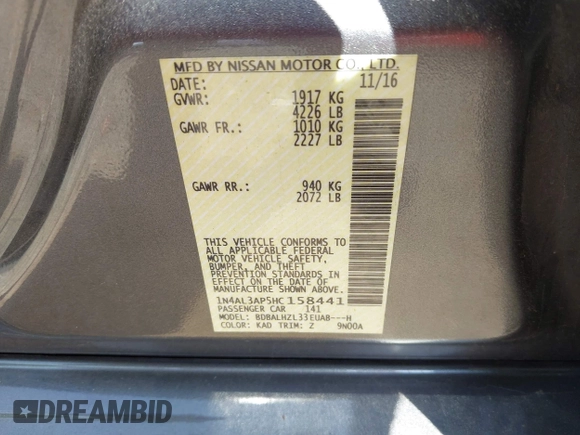 MFD BY NISSAN MOTOR CO., LTD.
DATE: 11/16
GVWR: 1917 KG
4226 LB
GAWR FR.: 1010 KG
2227 LB
GAWR RR.: 940 KG
2072 LB
THIS VEHICLE CONFORMS TO
ALL APPLICABLE FEDERAL
MOTOR VEHICLE SAFETY,
BUMPER, AND THEFT
PREVENTION STANDARDS IN
EFFECT ON THE DATE OF
MANUFACTURE SHOWN ABOVE.
1N4AL3AP5HC158441
PASSENGER CAR 141
MODEL: BDBALHZL33EUAB---H
COLOR: KAD TRIM: Z 9N00A
DREAMBID